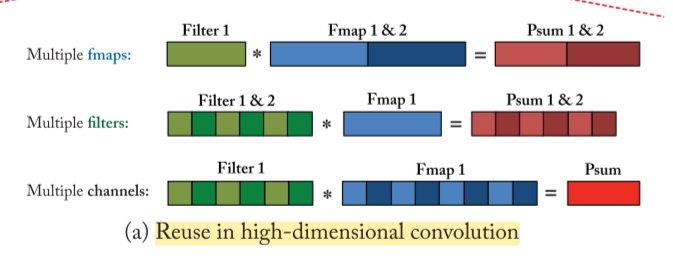 Filter 1 Fmap 1 & 2 Psum 1 & 2
Multiple fmaps: * =
Filter 1 & 2 Fmap 1 Psum 1 & 2
Multiple filters: * =
Filter 1 Fmap 1 Psum
Multiple channels: * =
(a) Reuse in high-dimensional convolution